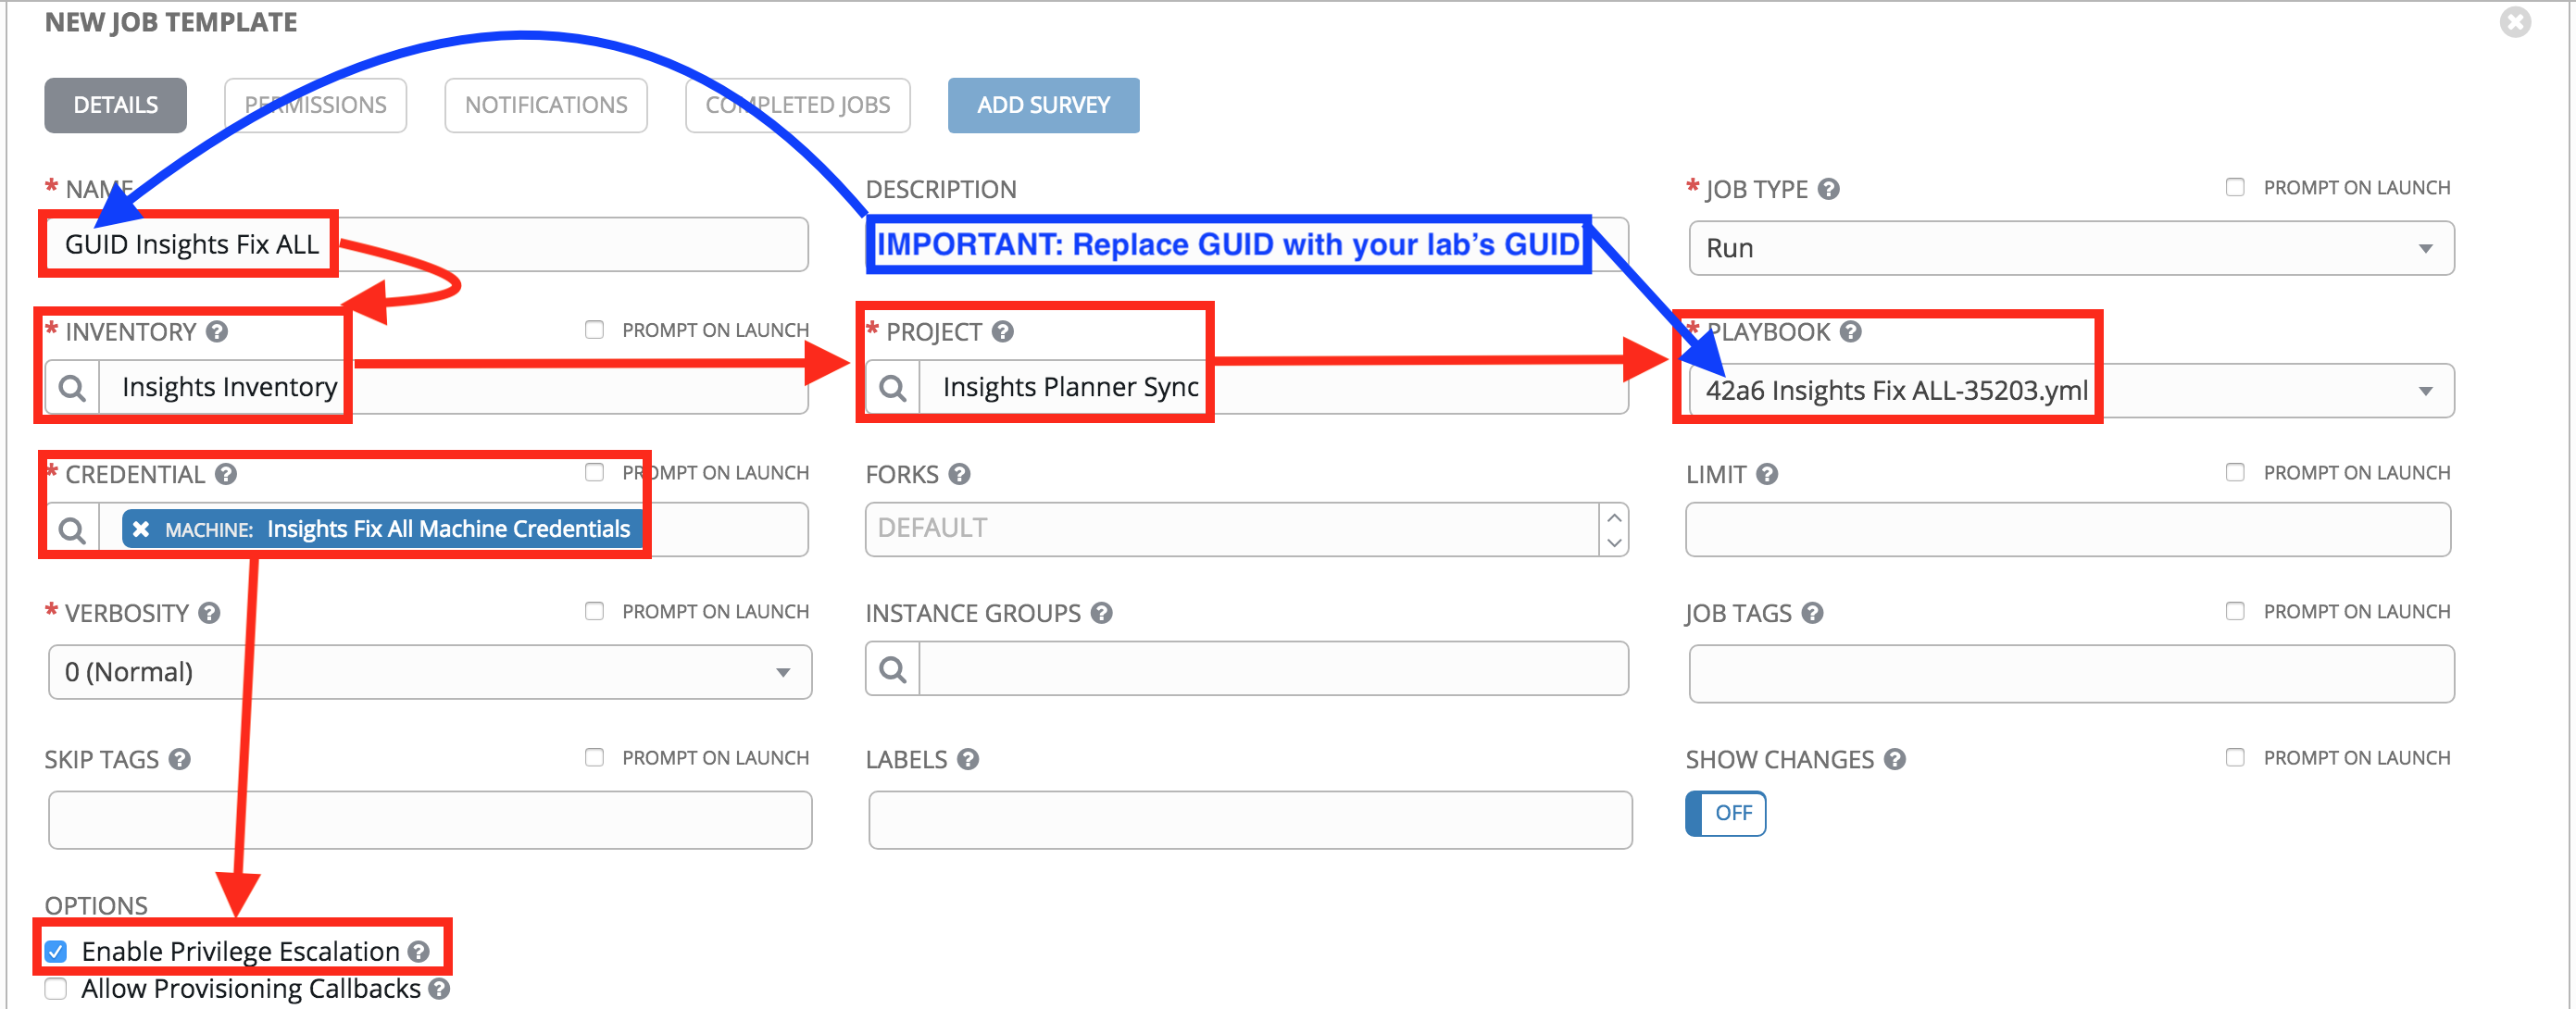 NEW JOB TEMPLATE
DETAILS PERMISSIONS NOTIFICATIONS COMPLETED JOBS ADD SURVEY
* NAME DESCRIPTION * JOB TYPE ? PROMPT ON LAUNCH
GUID Insights Fix ALL IMPORTANT: Replace GUID with your lab’s GUID Run
* INVENTORY ? PROMPT ON LAUNCH * PROJECT ? * PLAYBOOK ?
Insights Inventory Insights Planner Sync 42a6 Insights Fix ALL-35203.yml
* CREDENTIAL ? PROMPT ON LAUNCH FORKS ? LIMIT ? PROMPT ON LAUNCH
MACHINE: Insights Fix All Machine Credentials DEFAULT
* VERBOSITY ? PROMPT ON LAUNCH INSTANCE GROUPS ? JOB TAGS ? PROMPT ON LAUNCH
0 (Normal)
SKIP TAGS ? PROMPT ON LAUNCH LABELS ? SHOW CHANGES ? PROMPT ON LAUNCH
OFF
OPTIONS
Enable Privilege Escalation ?
Allow Provisioning Callbacks ?